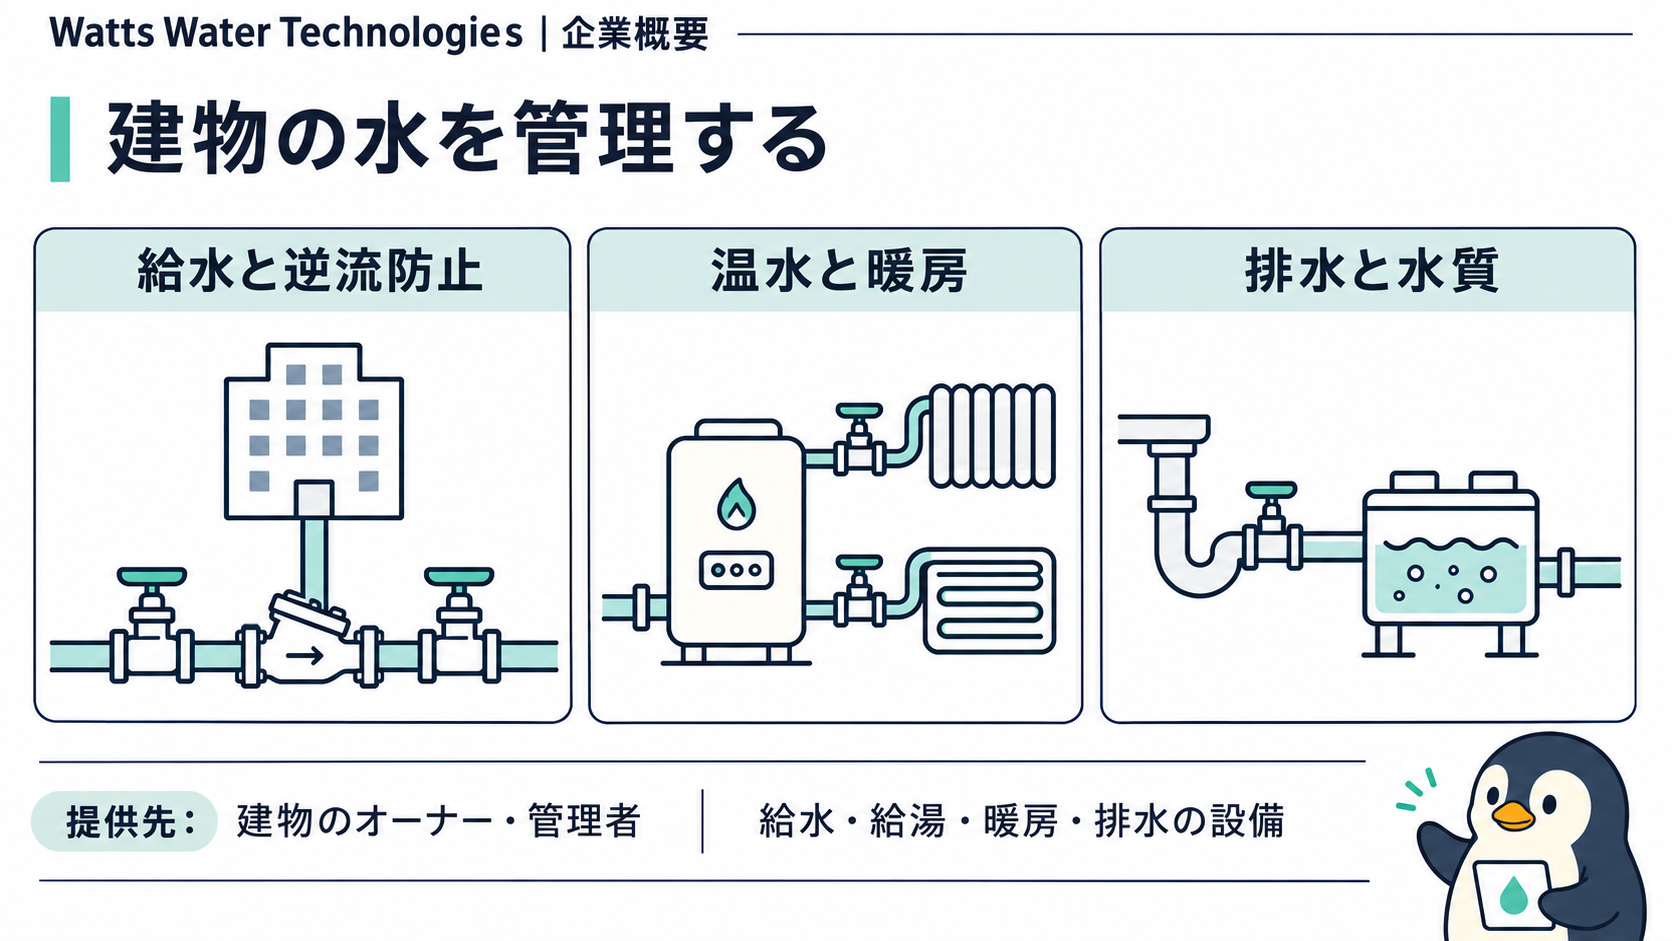 Watts Water Technologies | 企業概要
建物の水を管理する
給水と逆流防止
温水と暖房
排水と水質
提供先： 建物のオーナー・管理者 | 給水・給湯・暖房・排水の設備